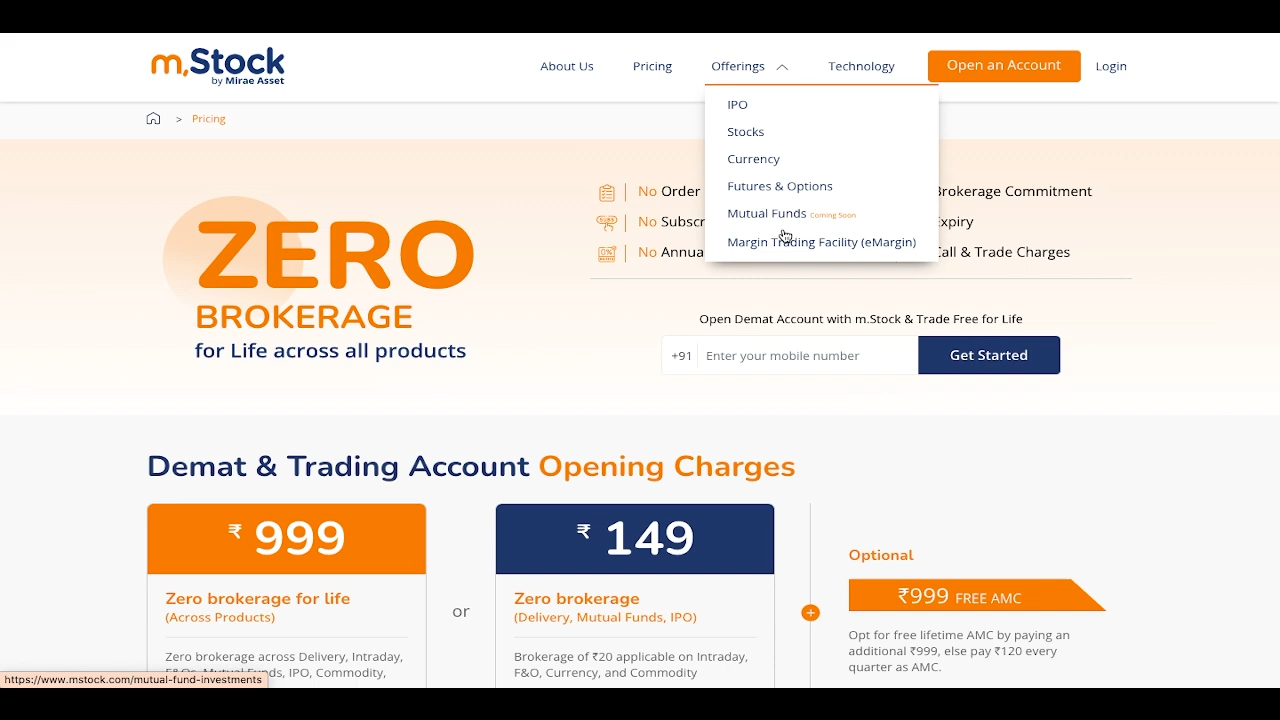 m.Stock
by Mirae Asset
About Us
Pricing
Offerings
Technology
Open an Account
Login
> Pricing
IPO
Stocks
Currency
Futures & Options
Mutual Funds Coming Soon
Margin Trading Facility (eMargin)
ZERO
BROKERAGE
for Life across all products
No Order
Brokerage Commitment
No
Expiry
No
Call & Trade Charges
Open Demat Account with m.Stock & Trade Free for Life
+91 Enter your mobile number
Get Started
Demat & Trading Account Opening Charges
₹ 999
Zero brokerage for life
(Across Products)
Zero brokerage across Delivery, Intraday,
F&O, Mutual Funds, IPO, Commodity,
or
₹ 149
Zero brokerage
(Delivery, Mutual Funds, IPO)
Brokerage of ₹20 applicable on Intraday,
F&O, Currency, and Commodity
+
Optional
₹999 FREE AMC
Opt for free lifetime AMC by paying an
additional ₹999, else pay ₹120 every
quarter as AMC.
https://www.mstock.com/mutual-fund-investments